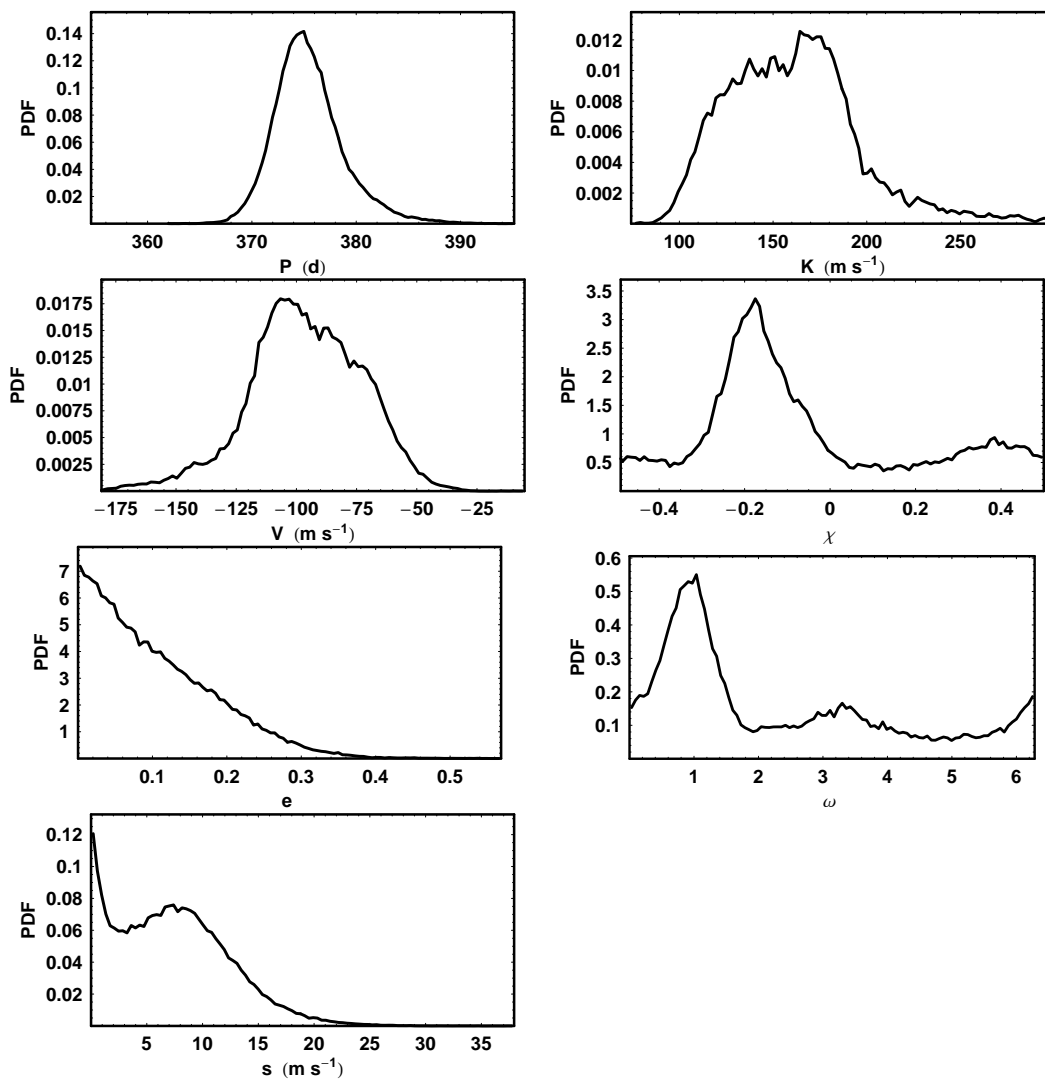 PDF
0.14
0.12
0.1
0.08
0.06
0.04
0.02
360 370 380 390
P (d)
PDF
0.012
0.01
0.008
0.006
0.004
0.002
100 150 200 250
K (m s⁻¹)
PDF
0.0175
0.015
0.0125
0.01
0.0075
0.005
0.0025
−175 −150 −125 −100 −75 −50 −25
V (m s⁻¹)
PDF
3.5
3
2.5
2
1.5
1
0.5
−0.4 −0.2 0 0.2 0.4
χ
PDF
7
6
5
4
3
2
1
0.1 0.2 0.3 0.4 0.5
e
PDF
0.6
0.5
0.4
0.3
0.2
0.1
1 2 3 4 5 6
ω
PDF
0.12
0.1
0.08
0.06
0.04
0.02
5 10 15 20 25 30 35
s (m s⁻¹)